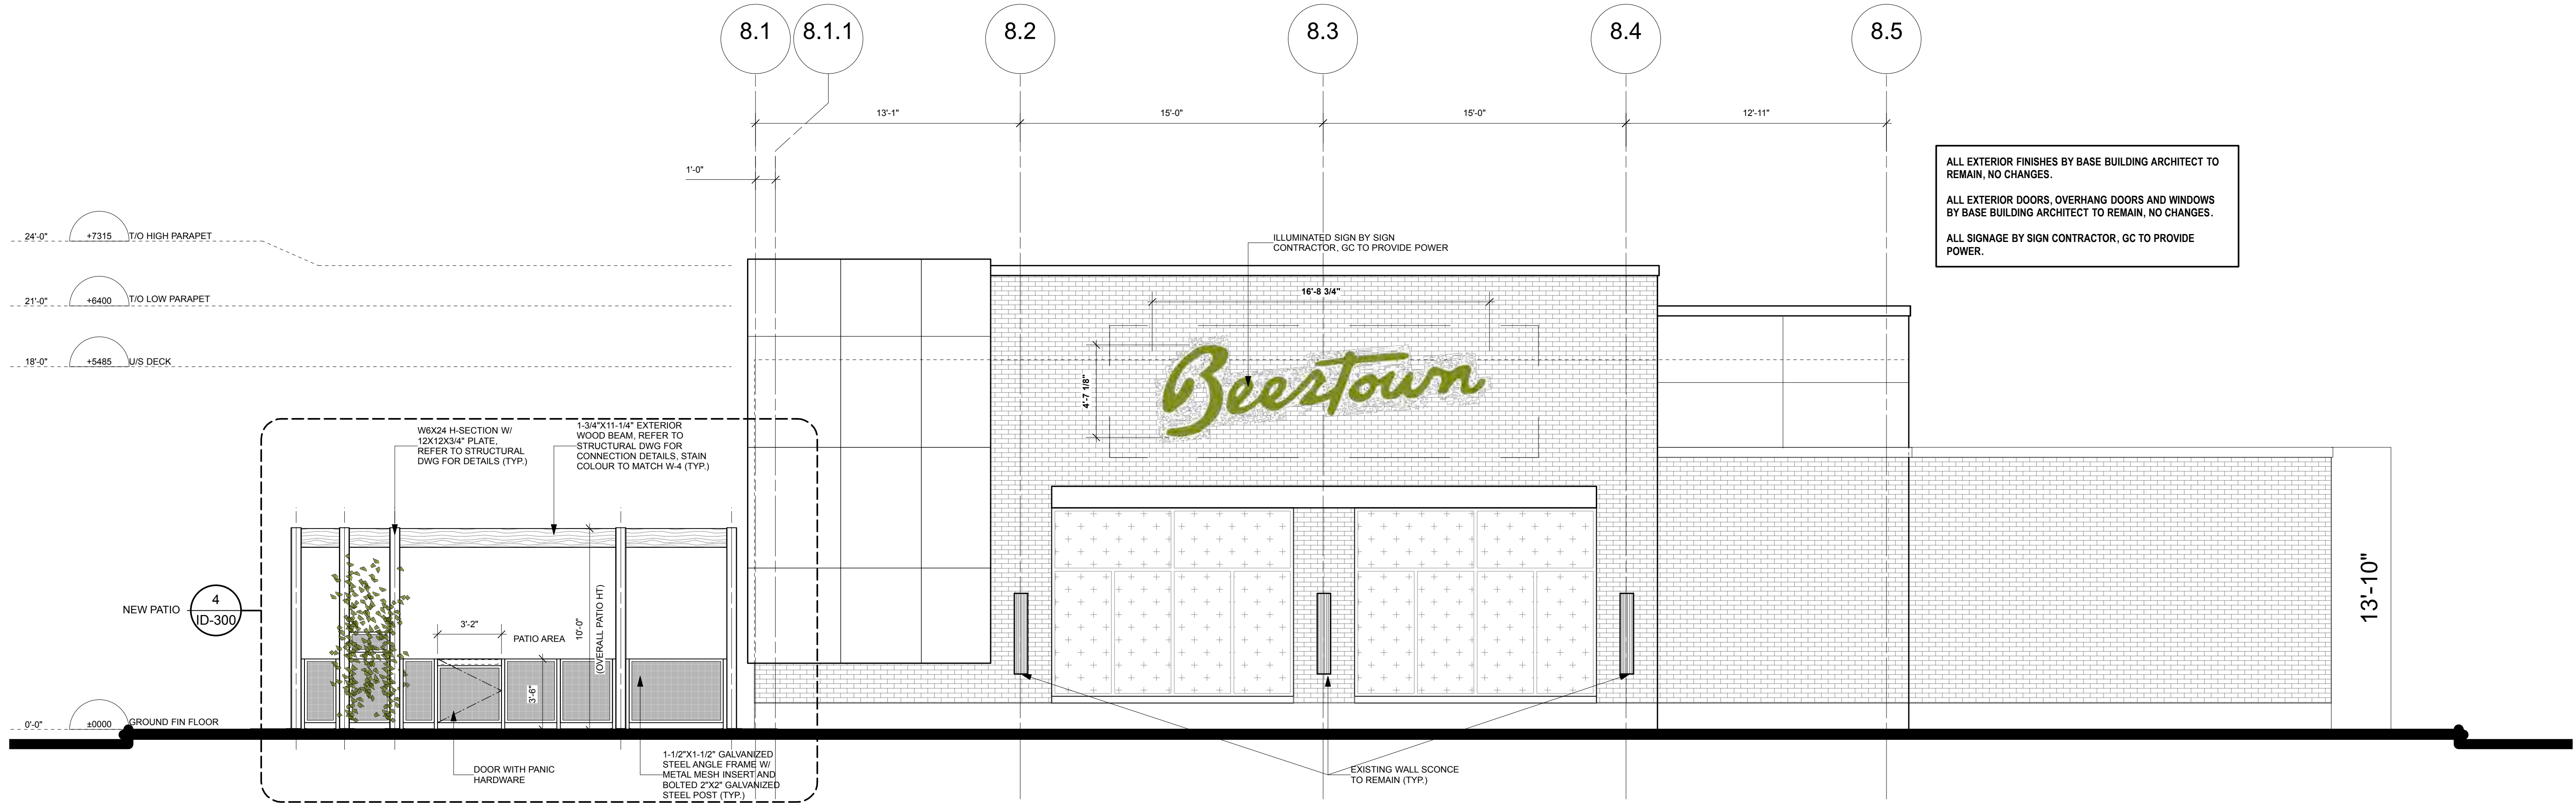 8.1
8.1.1
8.2
8.3
8.4
8.5
13'-1"
15'-0"
15'-0"
12'-11"
1'-0"
ALL EXTERIOR FINISHES BY BASE BUILDING ARCHITECT TO
REMAIN, NO CHANGES.
ALL EXTERIOR DOORS, OVERHANG DOORS AND WINDOWS
BY BASE BUILDING ARCHITECT TO REMAIN, NO CHANGES.
ALL SIGNAGE BY SIGN CONTRACTOR, GC TO PROVIDE
POWER.
24'-0" +7315 T/O HIGH PARAPET
21'-0" +6400 T/O LOW PARAPET
18'-0" +5485 U/S DECK
ILLUMINATED SIGN BY SIGN
CONTRACTOR, GC TO PROVIDE POWER
16'-8 3/4"
4'-7 1/8"
Beertown
W6X24 H-SECTION W/
12X12X3/4" PLATE,
REFER TO STRUCTURAL
DWG FOR DETAILS (TYP.)
1-3/4"X11-1/4" EXTERIOR
WOOD BEAM, REFER TO
STRUCTURAL DWG FOR
CONNECTION DETAILS, STAIN
COLOUR TO MATCH W-4 (TYP.)
NEW PATIO
4
ID-300
3'-2"
PATIO AREA
10'-0"
(OVERALL PATIO HT)
3'-6"
13'-10"
0'-0" ±0000 GROUND FIN FLOOR
DOOR WITH PANIC
HARDWARE
1-1/2"X1-1/2" GALVANIZED
STEEL ANGLE FRAME W/
METAL MESH INSERT AND
BOLTED 2"X2" GALVANIZED
STEEL POST (TYP.)
EXISTING WALL SCONCE
TO REMAIN (TYP.)